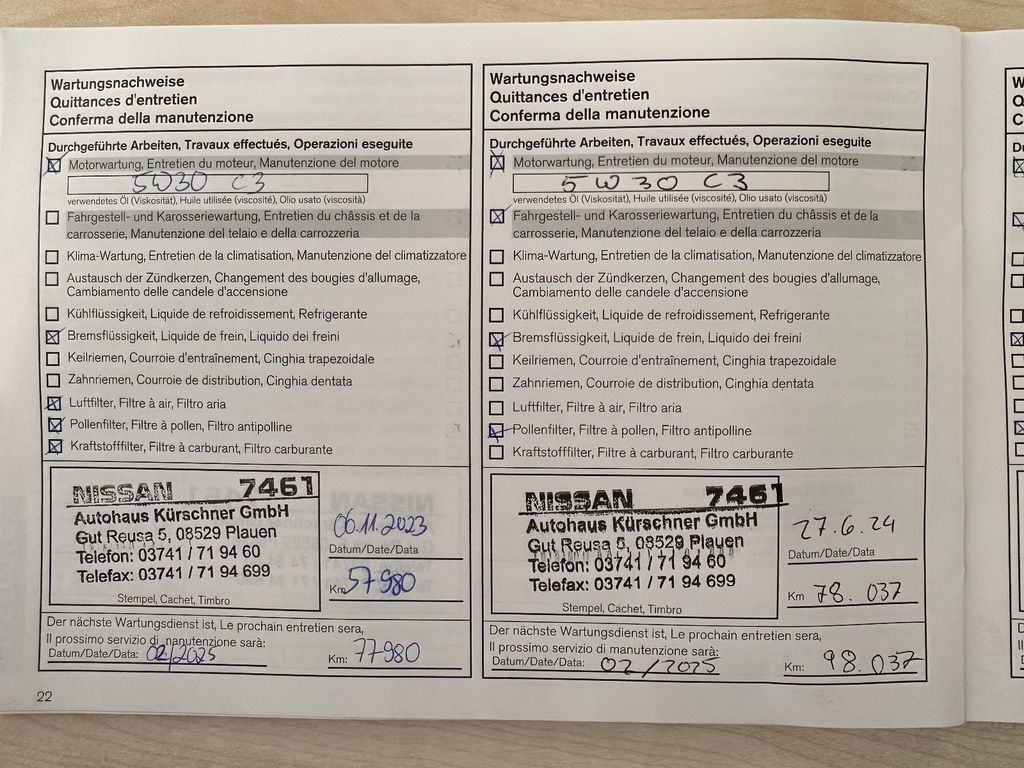 Wartungsnachweise
Quittances d'entretien
Conferma della manutenzione
Durchgeführte Arbeiten, Travaux effectués, Operazioni eseguite
Motorwartung, Entretien du moteur, Manutenzione del motore
5W30 C3
verwendetes Öl (Viskosität), Huile utilisée (viscosité), Olio usato (viscosità)
Fahrgestell- und Karosseriewartung, Entretien du châssis et de la
carrosserie, Manutenzione del telaio e della carrozzeria
Klima-Wartung, Entretien de la climatisation, Manutenzione del climatizzatore
Austausch der Zündkerzen, Changement des bougies d'allumage,
Cambiamento delle candele d'accensione
Kühlflüssigkeit, Liquide de refroidissement, Refrigerante
Bremsflüssigkeit, Liquide de frein, Liquido dei freini
Keilriemen, Courroie d'entraînement, Cinghia trapezoidale
Zahnriemen, Courroie de distribution, Cinghia dentata
Luftfilter, Filtre à air, Filtro aria
Pollenfilter, Filtre à pollen, Filtro antipolline
Kraftstofffilter, Filtre à carburant, Filtro carburante
NISSAN 7461
Autohaus Kürschner GmbH
Gut Reusa 5, 08529 Plauen
Telefon: 03741 / 71 94 60
Telefax: 03741 / 71 94 699
Stempel, Cachet, Timbro
06.11.2023
Datum/Date/Data
Km 57980
Der nächste Wartungsdienst ist, Le prochain entretien sera,
Il prossimo servizio di manutenzione sarà:
Datum/Date/Data: 02/2025
Km: 77980
22
Wartungsnachweise
Quittances d'entretien
Conferma della manutenzione
Durchgeführte Arbeiten, Travaux effectués, Operazioni eseguite
Motorwartung, Entretien du moteur, Manutenzione del motore
5W30 C3
verwendetes Öl (Viskosität), Huile utilisée (viscosité), Olio usato (viscosità)
Fahrgestell- und Karosseriewartung, Entretien du châssis et de la
carrosserie, Manutenzione del telaio e della carrozzeria
Klima-Wartung, Entretien de la climatisation, Manutenzione del climatizzatore
Austausch der Zündkerzen, Changement des bougies d'allumage,
Cambiamento delle candele d'accensione
Kühlflüssigkeit, Liquide de refroidissement, Refrigerante
Bremsflüssigkeit, Liquide de frein, Liquido dei freini
Keilriemen, Courroie d'entraînement, Cinghia trapezoidale
Zahnriemen, Courroie de distribution, Cinghia dentata
Luftfilter, Filtre à air, Filtro aria
Pollenfilter, Filtre à pollen, Filtro antipolline
Kraftstofffilter, Filtre à carburant, Filtro carburante
NISSAN 7461
Autohaus Kürschner GmbH
Gut Reusa 5, 08529 Plauen
Telefon: 03741 / 71 94 60
Telefax: 03741 / 71 94 699
Stempel, Cachet, Timbro
27.6.24
Datum/Date/Data
Km 78.037
Der nächste Wartungsdienst ist, Le prochain entretien sera,
Il prossimo servizio di manutenzione sarà:
Datum/Date/Data: 02/2025
Km: 98.037